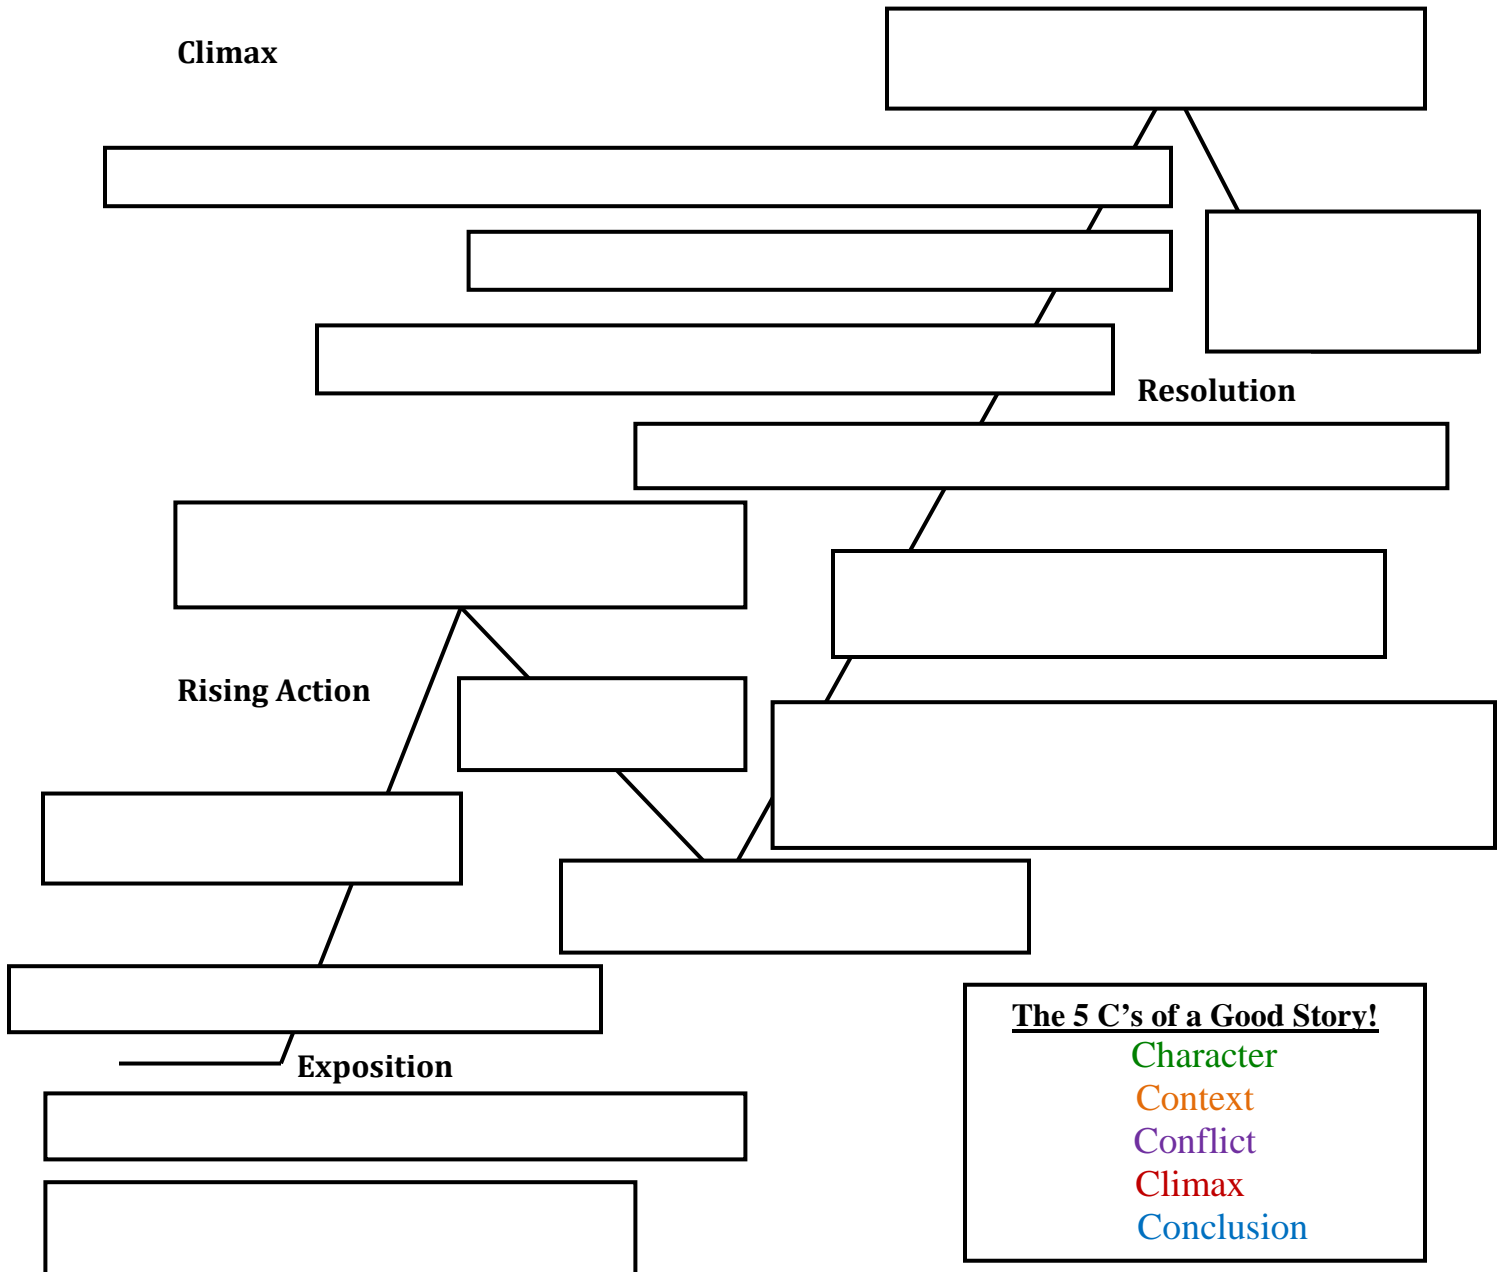 Climax
Resolution
Rising Action
Exposition
The 5 C’s of a Good Story!
Character
Context
Conflict
Climax
Conclusion